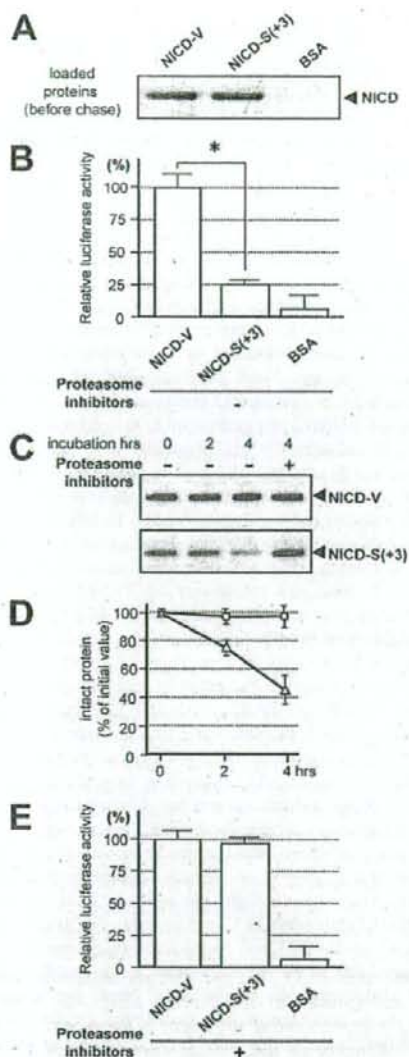 A
NICD-V
NICD-S(+3)
BSA
loaded
proteins
(before chase)
NICD
B
(%)
Relative luciferase activity
100
75
50
25
0
*
NICD-V
NICD-S(+3)
BSA
Proteasome
inhibitors
-
C
incubation hrs 0 2 4 4
Proteasome
inhibitors - - - +
NICD-V
NICD-S(+3)
D
intact protein
(% of initial value)
100
80
60
40
20
0
0 2 4 hrs
E
(%)
Relative luciferase activity
100
75
50
25
0
NICD-V
NICD-S(+3)
BSA
Proteasome
inhibitors
+